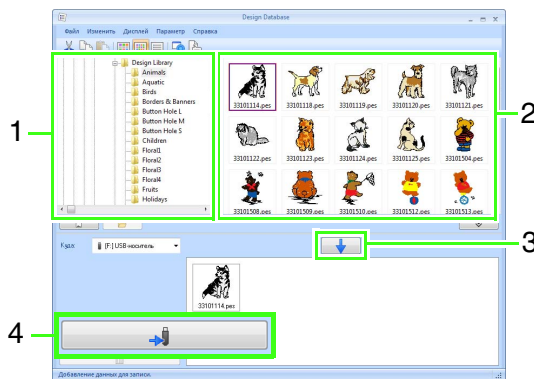 Design Database
Файл Изменить Дисплей Параметр Справка
Design Library
Animals
Aquatic
Birds
Borders & Banners
Button Hole L
Button Hole M
Button Hole S
Children
Floral1
Floral2
Floral3
Floral4
Fruits
Holidays
33101114.pes 33101118.pes 33101119.pes 33101120.pes 33101121.pes
33101122.pes 33101123.pes 33101124.pes 33101125.pes 33101504.pes
33101508.pes 33101509.pes 33101510.pes 33101512.pes 33101513.pes
1
2
3
Куда: [F:] USB-носитель
33101114.pes
4
Добавление данных для записи.